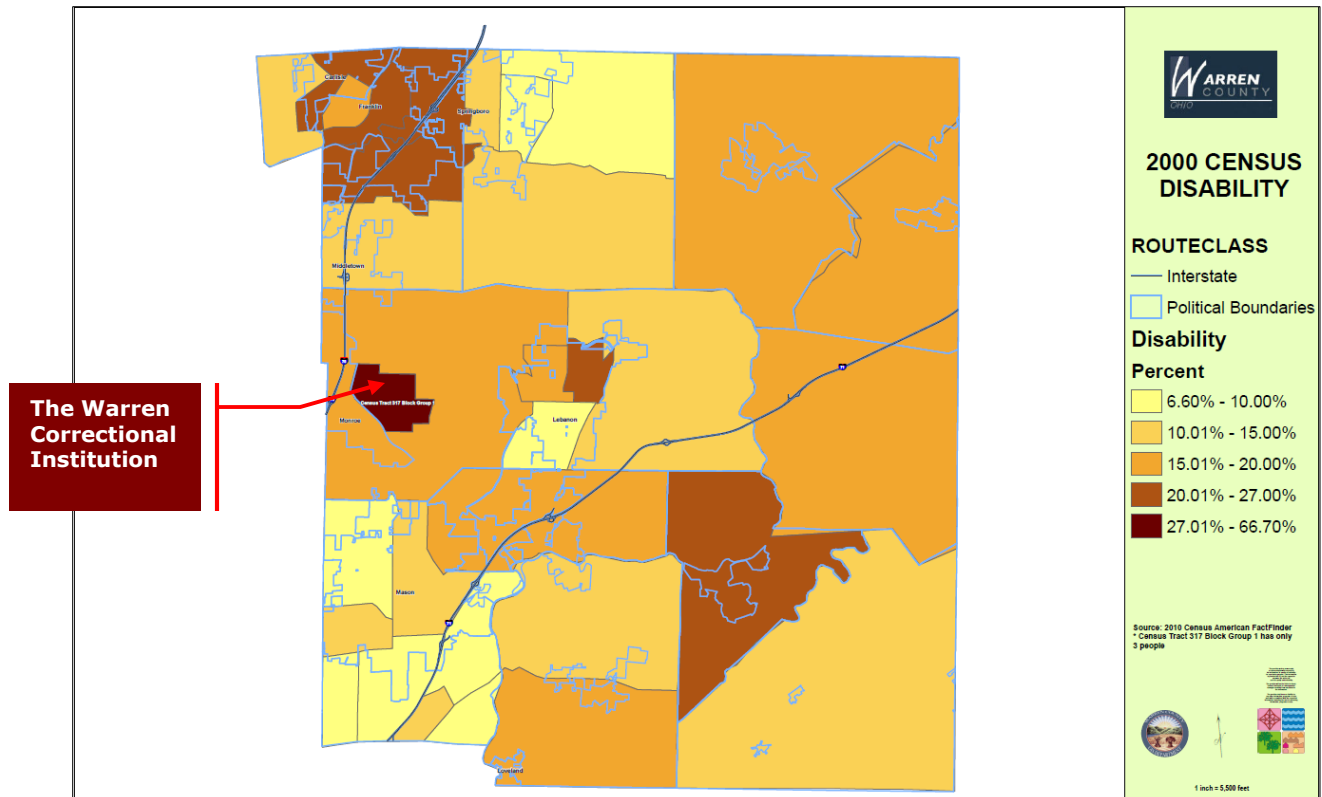 Carlisle
Franklin
Springboro
Middletown
Census Tract 317 Block Group 1
Monroe
Lebanon
Mason
Loveland
The Warren
Correctional
Institution
WARREN
COUNTY
OHIO
2000 CENSUS
DISABILITY
ROUTECLASS
Interstate
Political Boundaries
Disability
Percent
6.60% - 10.00%
10.01% - 15.00%
15.01% - 20.00%
20.01% - 27.00%
27.01% - 66.70%
Source: 2010 Census American FactFinder
* Census Tract 317 Block Group 1 has only
3 people
1 inch = 5,500 feet